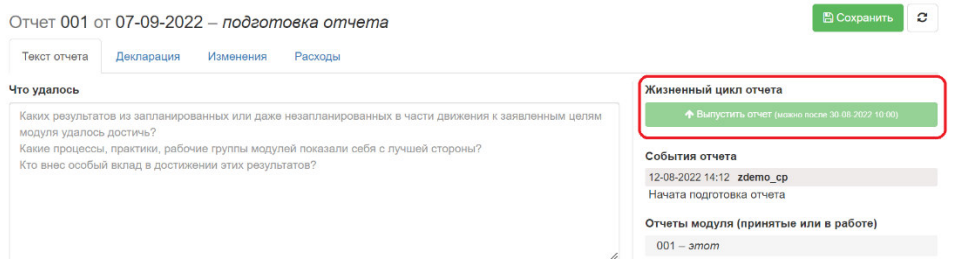 Отчет 001 от 07-09-2022 – подготовка отчета
Сохранить
Текст отчета Декларация Изменения Расходы
Что удалось
Каких результатов из запланированных или даже незапланированных в части движения к заявленным целям
модуля удалось достичь?
Какие процессы, практики, рабочие группы модулей показали себя с лучшей стороны?
Кто внес особый вклад в достижении этих результатов?
Жизненный цикл отчета
Выпустить отчет (можно после 30-08-2022 10:00)
События отчета
12-08-2022 14:12 zdemo_cp
Начата подготовка отчета
Отчеты модуля (принятые или в работе)
001 – этот